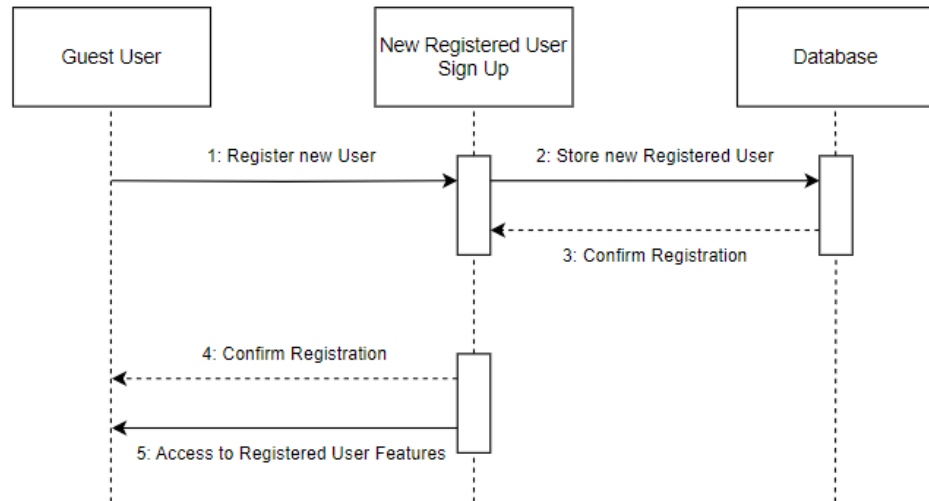 Guest User
New Registered User
Sign Up
Database
1: Register new User
2: Store new Registered User
3: Confirm Registration
4: Confirm Registration
5: Access to Registered User Features